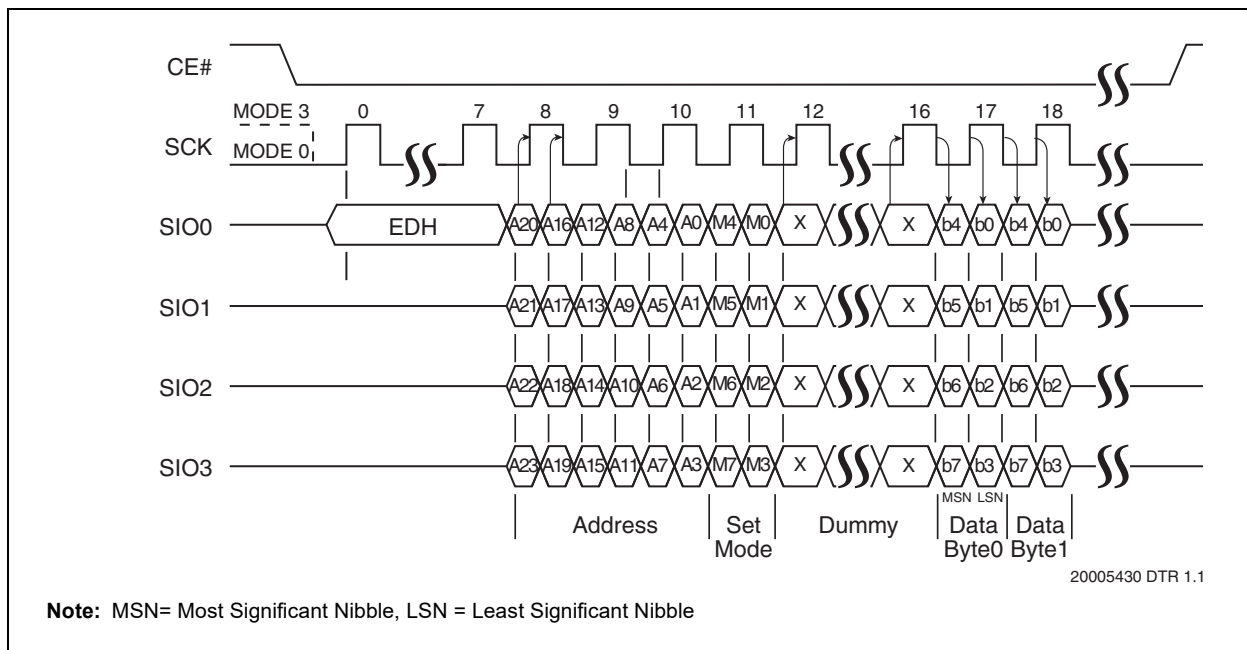 CE#
MODE 3 0 7 8 9 10 11 12 16 17 18
SCK MODE 0
SIO0 EDH A20 A16 A12 A8 A4 A0 M4 M0 X X b4 b0 b4 b0
SIO1 A21 A17 A13 A9 A5 A1 M5 M1 X X b5 b1 b5 b1
SIO2 A22 A18 A14 A10 A6 A2 M6 M2 X X b6 b2 b6 b2
SIO3 A23 A19 A15 A11 A7 A3 M7 M3 X X b7 b3 b7 b3
MSN LSN
Address Set Dummy Data Data
Mode Byte0 Byte1
20005430 DTR 1.1
Note: MSN= Most Significant Nibble, LSN = Least Significant Nibble